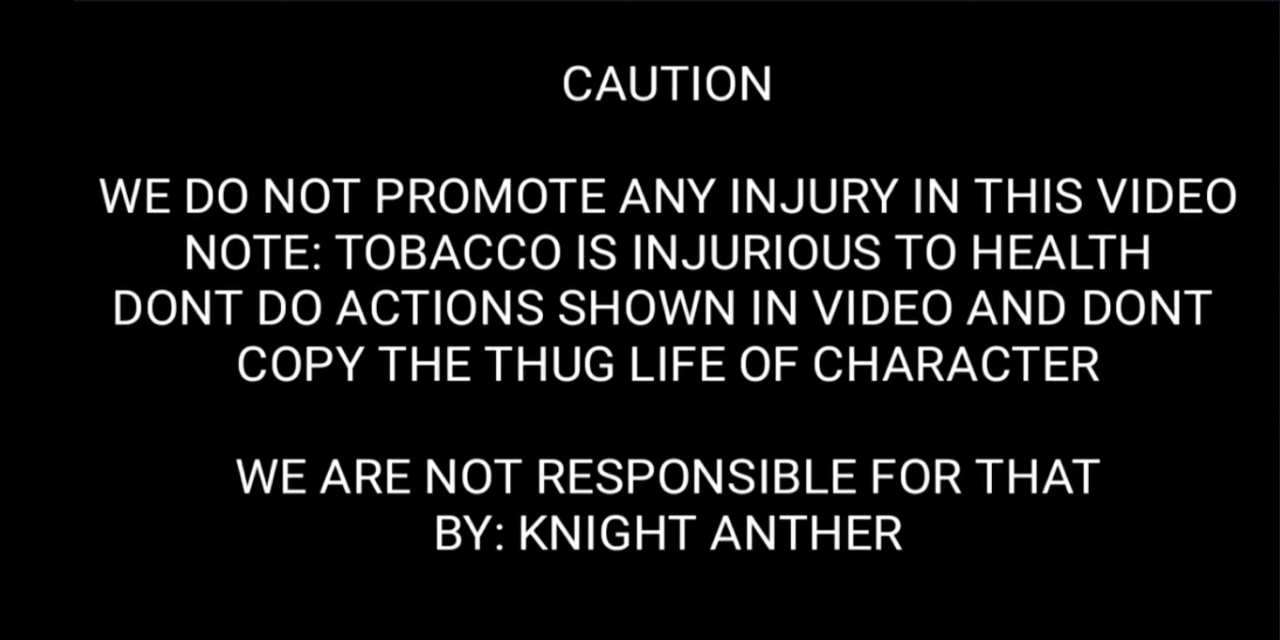 CAUTION
WE DO NOT PROMOTE ANY INJURY IN THIS VIDEO
NOTE: TOBACCO IS INJURIOUS TO HEALTH
DONT DO ACTIONS SHOWN IN VIDEO AND DONT
COPY THE THUG LIFE OF CHARACTER
WE ARE NOT RESPONSIBLE FOR THAT
BY: KNIGHT ANTHER